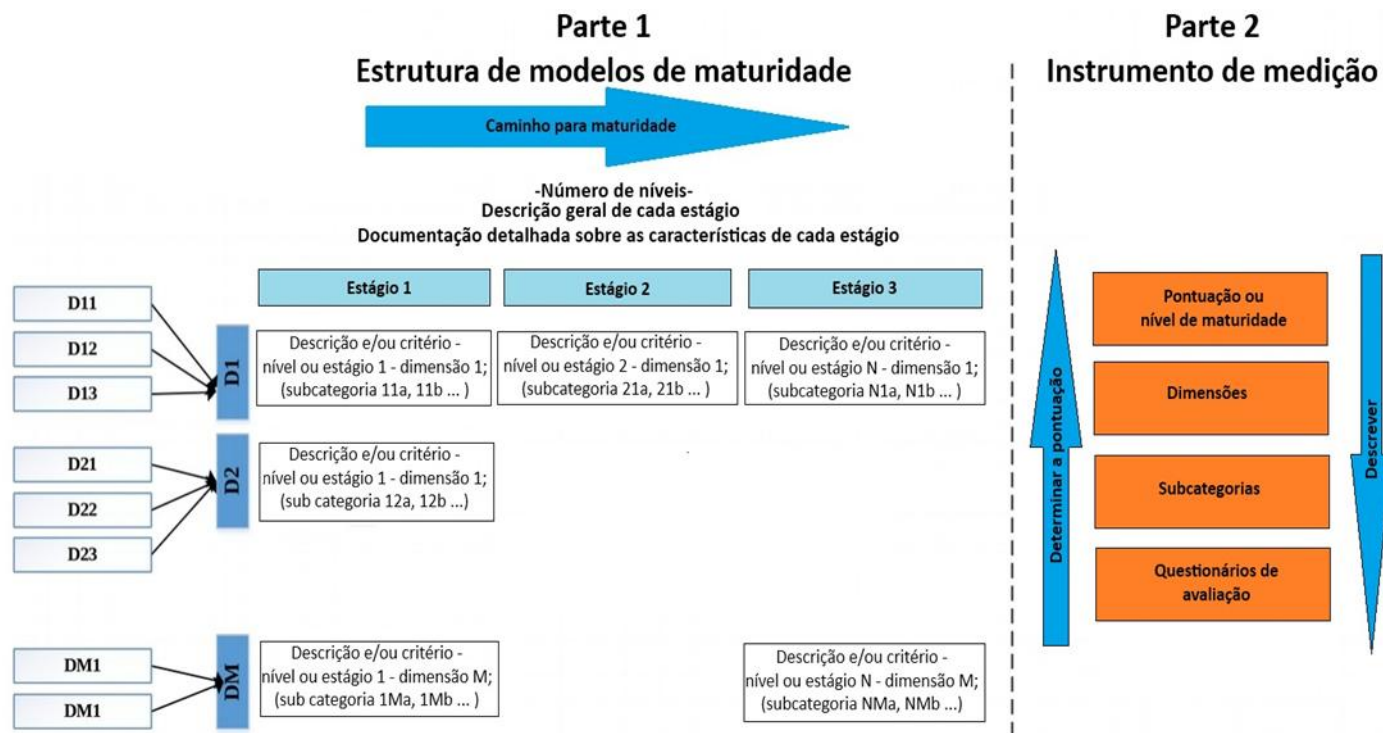 Parte 1
Estrutura de modelos de maturidade
Caminho para maturidade
-Número de níveis-
Descrição geral de cada estágio
Documentação detalhada sobre as características de cada estágio
Estágio 1
Estágio 2
Estágio 3
D11
D12
D13
D1
Descrição e/ou critério -
nível ou estágio 1 - dimensão 1;
(subcategoria 11a, 11b ... )
Descrição e/ou critério -
nível ou estágio 2 - dimensão 1;
(subcategoria 21a, 21b ... )
Descrição e/ou critério -
nível ou estágio N - dimensão 1;
(subcategoria N1a, N1b ... )
D21
D22
D23
D2
Descrição e/ou critério -
nível ou estágio 1 - dimensão 1;
(sub categoria 12a, 12b ...)
DM1
DM1
DM
Descrição e/ou critério -
nível ou estágio 1 - dimensão M;
(sub categoria 1Ma, 1Mb ... )
Descrição e/ou critério -
nível ou estágio N - dimensão M;
(subcategoria NMa, NMb ...)
Parte 2
Instrumento de medição
Determinar a pontuação
Pontuação ou
nível de maturidade
Dimensões
Subcategorias
Questionários de
avaliação
Descrever